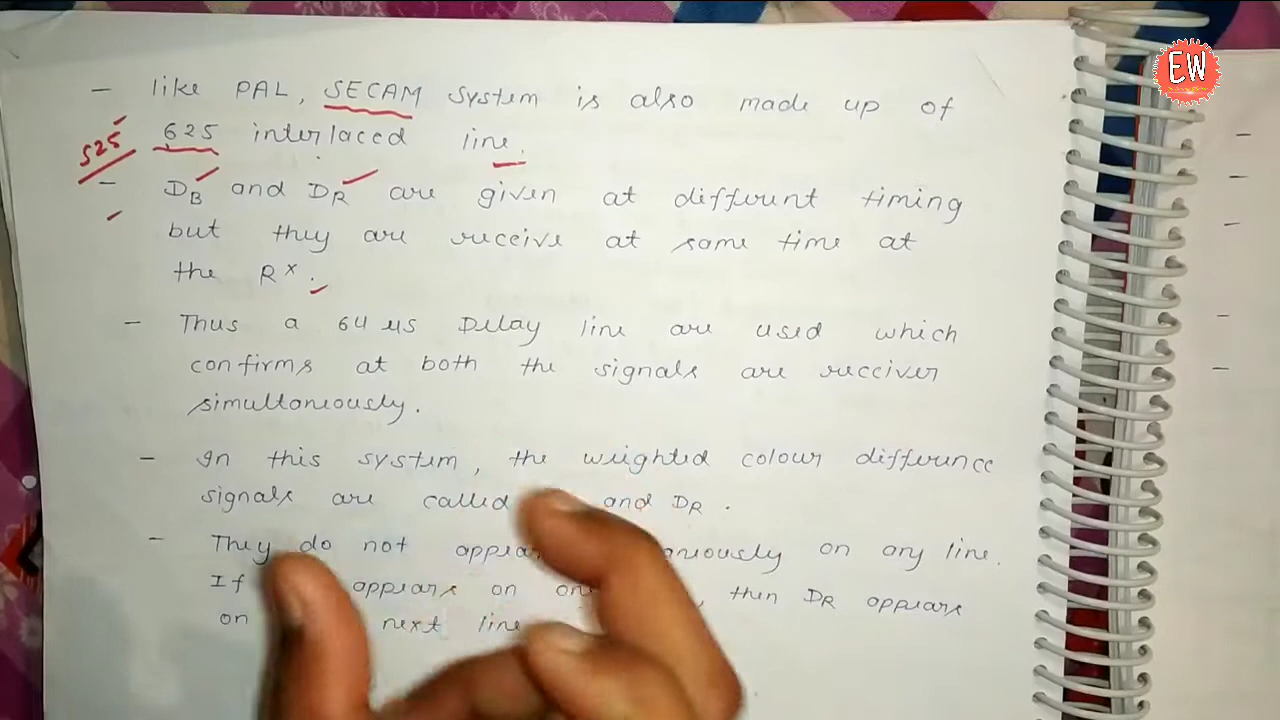 EW
- like PAL, SECAM system is also made up of
525 625 interlaced line.
- DB and DR are given at different timing
but they are receive at same time at
the Rx.
- Thus a 64 us Delay line are used which
confirms at both the signals are receiver
simultaneously.
- In this system, the weighted colour difference
signals are called and DR.
- They do not on any line.
If appears on , then DR appears
on next line